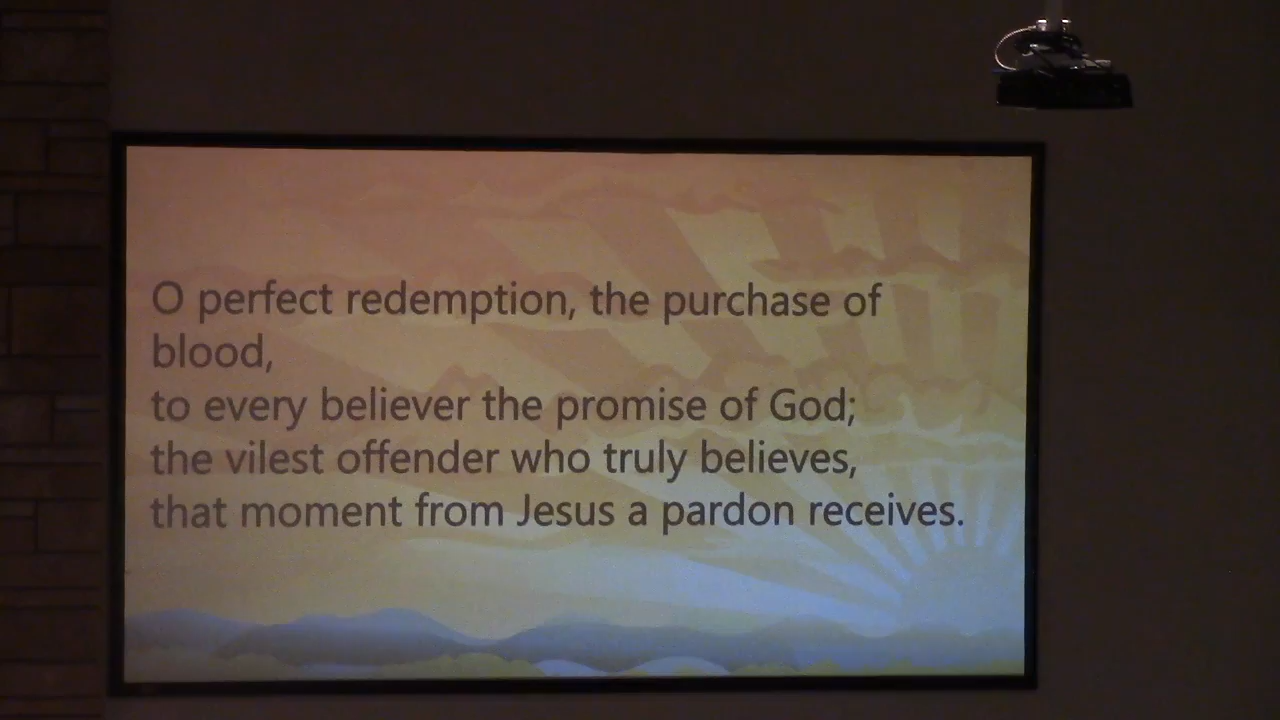 O perfect redemption, the purchase of
blood,
to every believer the promise of God;
the vilest offender who truly believes,
that moment from Jesus a pardon receives.